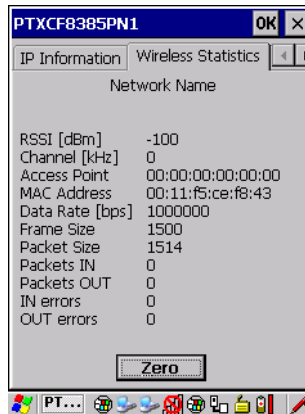 PTXCF8385PN1 OK ×
IP Information Wireless Statistics
Network Name
RSSI [dBm] -100
Channel [kHz] 0
Access Point 00:00:00:00:00:00
MAC Address 00:11:f5:ce:f8:43
Data Rate [bps] 1000000
Frame Size 1500
Packet Size 1514
Packets IN 0
Packets OUT 0
IN errors 0
OUT errors 0
Zero
PT...